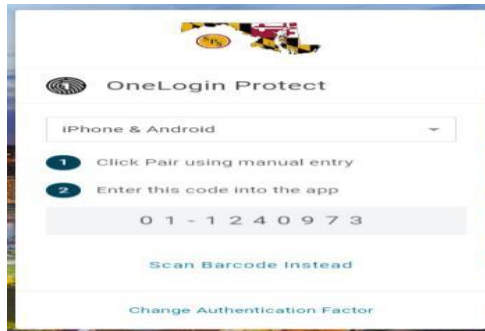 OneLogin Protect
iPhone & Android
1 Click Pair using manual entry
2 Enter this code into the app
01-1240973
Scan Barcode Instead
Change Authentication Factor